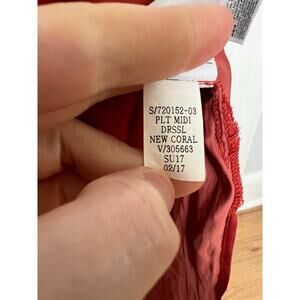 S/720152-03
PLT MIDI
DRSSL
NEW CORAL
V/305663
SU17
02/17